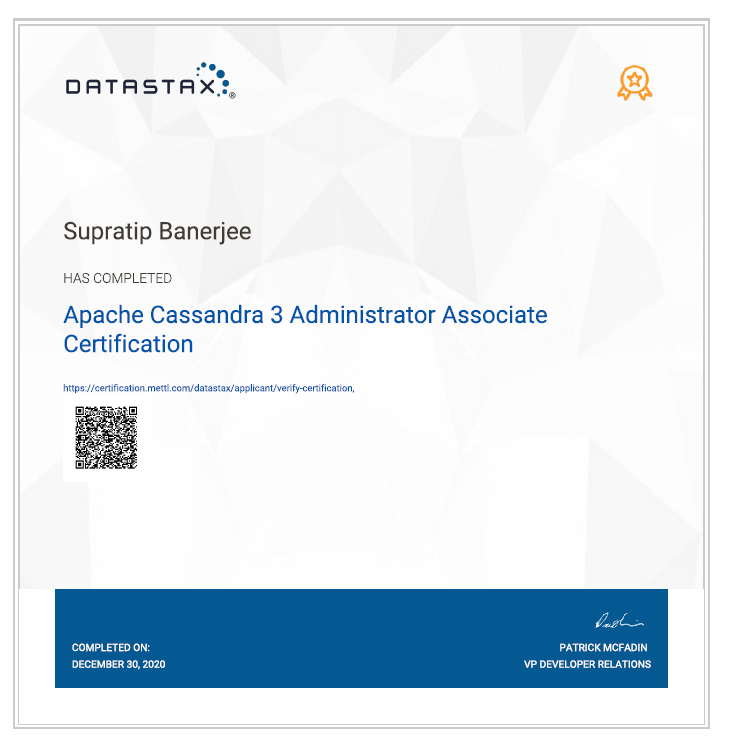 DATASTAX®
Supratip Banerjee
HAS COMPLETED
Apache Cassandra 3 Administrator Associate
Certification
https://certification.mettl.com/datastax/applicant/verify-certification,
COMPLETED ON:
DECEMBER 30, 2020
PATRICK MCFADIN
VP DEVELOPER RELATIONS